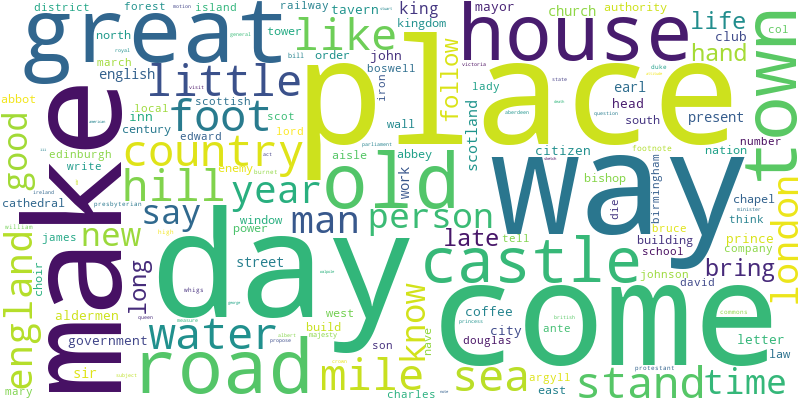 district
forest
island
railway
tavern
king
kingdom
mayor
church
authority
great
like
house
life
col
north
tower
club
town
march
english
order
john
boswell
follow
hand
bill
victoria
state
duke
little
place
iron
lady
earl
visit
abbot
make
local
scottish
foot
wall
head
present
inn
century
scot
south
good
edward
lord
scotland
aberdeen
question
number
edinburgh
country
enemy
act
aisle
abbey
parliament
way
citizen
footnote
nation
write
hill
year
old
work
bishop
birmingham
chapel
cathedral
presbyterian
burnet
die
think
minister
william
say
window
man
person
bruce
james
new
high
power
late
tell
building
prince
london
england
choir
long
day
street
castle
school
company
whigs
johnson
bring
david
george
queen
west
know
coffee
commons
aldermen
water
build
city
ante
british
letter
government
measure
albert
majesty
nave
douglas
princess
law
sir
road
propose
son
come
protestant
subject
mile
sea
argyll
east
stand
time
mary
charles
royal
general
motion
ireland